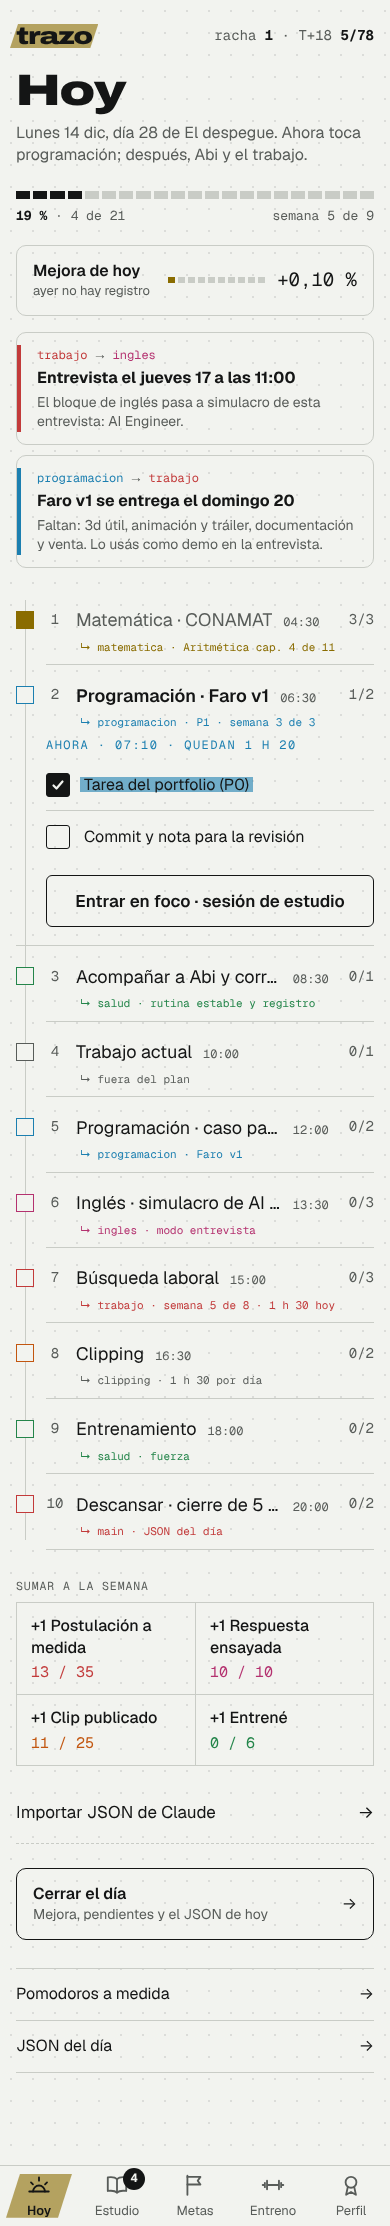 trazo
racha 1 · T+18 5/78
Hoy
Lunes 14 dic, día 28 de El despegue. Ahora toca
programación; después, Abi y el trabajo.
19 % · 4 de 21
semana 5 de 9
Mejora de hoy
ayer no hay registro
+0,10 %
trabajo → ingles
Entrevista el jueves 17 a las 11:00
El bloque de inglés pasa a simulacro de esta
entrevista: AI Engineer.
programacion → trabajo
Faro v1 se entrega el domingo 20
Faltan: 3d útil, animación y tráiler, documentación
y venta. Lo usás como demo en la entrevista.
1 Matemática · CONAMAT 04:30 3/3
↳ matematica · Aritmética cap. 4 de 11
2 Programación · Faro v1 06:30 1/2
↳ programacion · P1 · semana 3 de 3
AHORA · 07:10 · QUEDAN 1 H 20
Tarea del portfolio (P0)
Commit y nota para la revisión
Entrar en foco · sesión de estudio
3 Acompañar a Abi y corr... 08:30 0/1
↳ salud · rutina estable y registro
4 Trabajo actual 10:00 0/1
↳ fuera del plan
5 Programación · caso pa... 12:00 0/2
↳ programacion · Faro v1
6 Inglés · simulacro de AI ... 13:30 0/3
↳ ingles · modo entrevista
7 Búsqueda laboral 15:00 0/3
↳ trabajo · semana 5 de 8 · 1 h 30 hoy
8 Clipping 16:30 0/2
↳ clipping · 1 h 30 por día
9 Entrenamiento 18:00 0/2
↳ salud · fuerza
10 Descansar · cierre de 5 ... 20:00 0/2
↳ main · JSON del día
SUMAR A LA SEMANA
+1 Postulación a
medida
13 / 35
+1 Respuesta
ensayada
10 / 10
+1 Clip publicado
11 / 25
+1 Entrené
0 / 6
Importar JSON de Claude →
Cerrar el día
Mejora, pendientes y el JSON de hoy
→
Pomodoros a medida →
JSON del día →
4
Hoy Estudio Metas Entreno Perfil